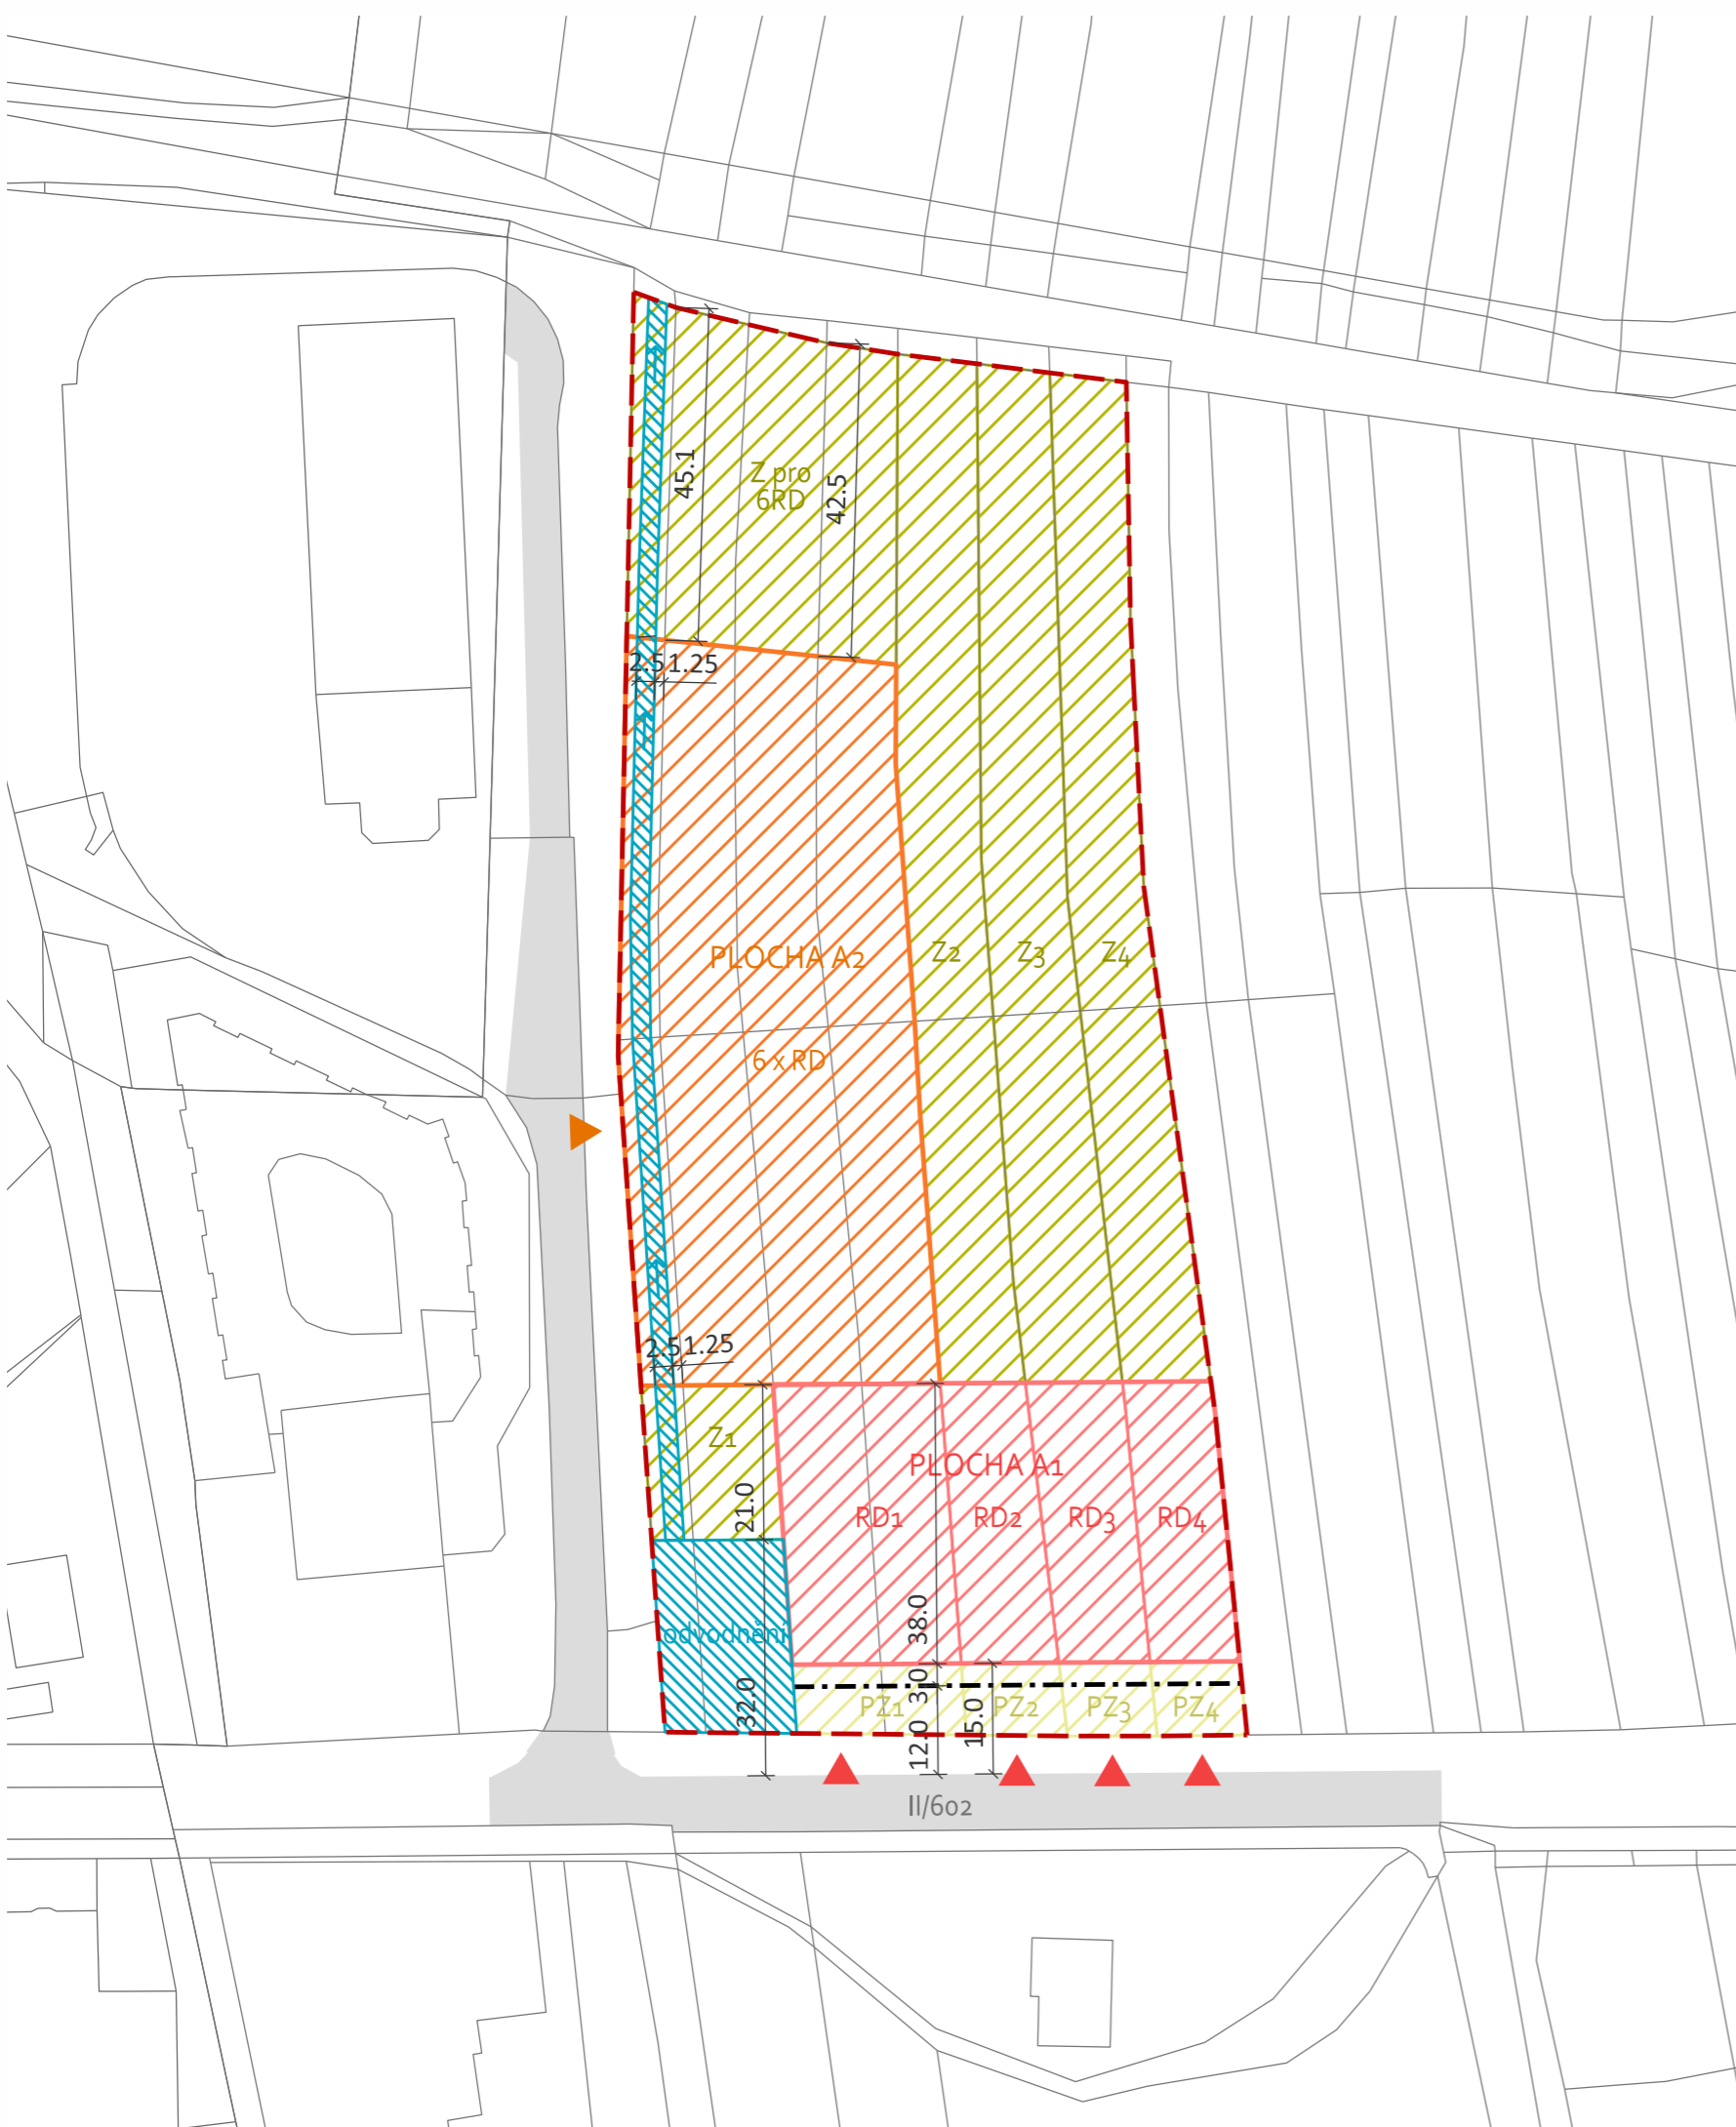 45.1
Z pro
6RD
42.5
2.5
1.25
PLOCHA A2
Z2
Z3
Z4
6 x RD
2.5
1.25
Z1
PLOCHA A1
21.0
RD1
RD2
RD3
RD4
38.0
odvodnění
32.0
3.0
PZ1
PZ2
PZ3
PZ4
12.0
15.0
II/602